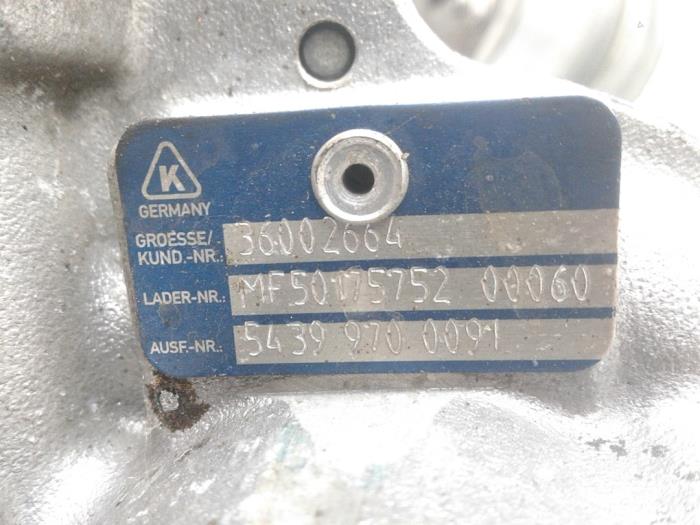 K
GERMANY
GROESSE/
KUND.-NR.: 36002664
LADER-NR.: MF50175752 00060
AUSF.-NR.: 5439 970 0091